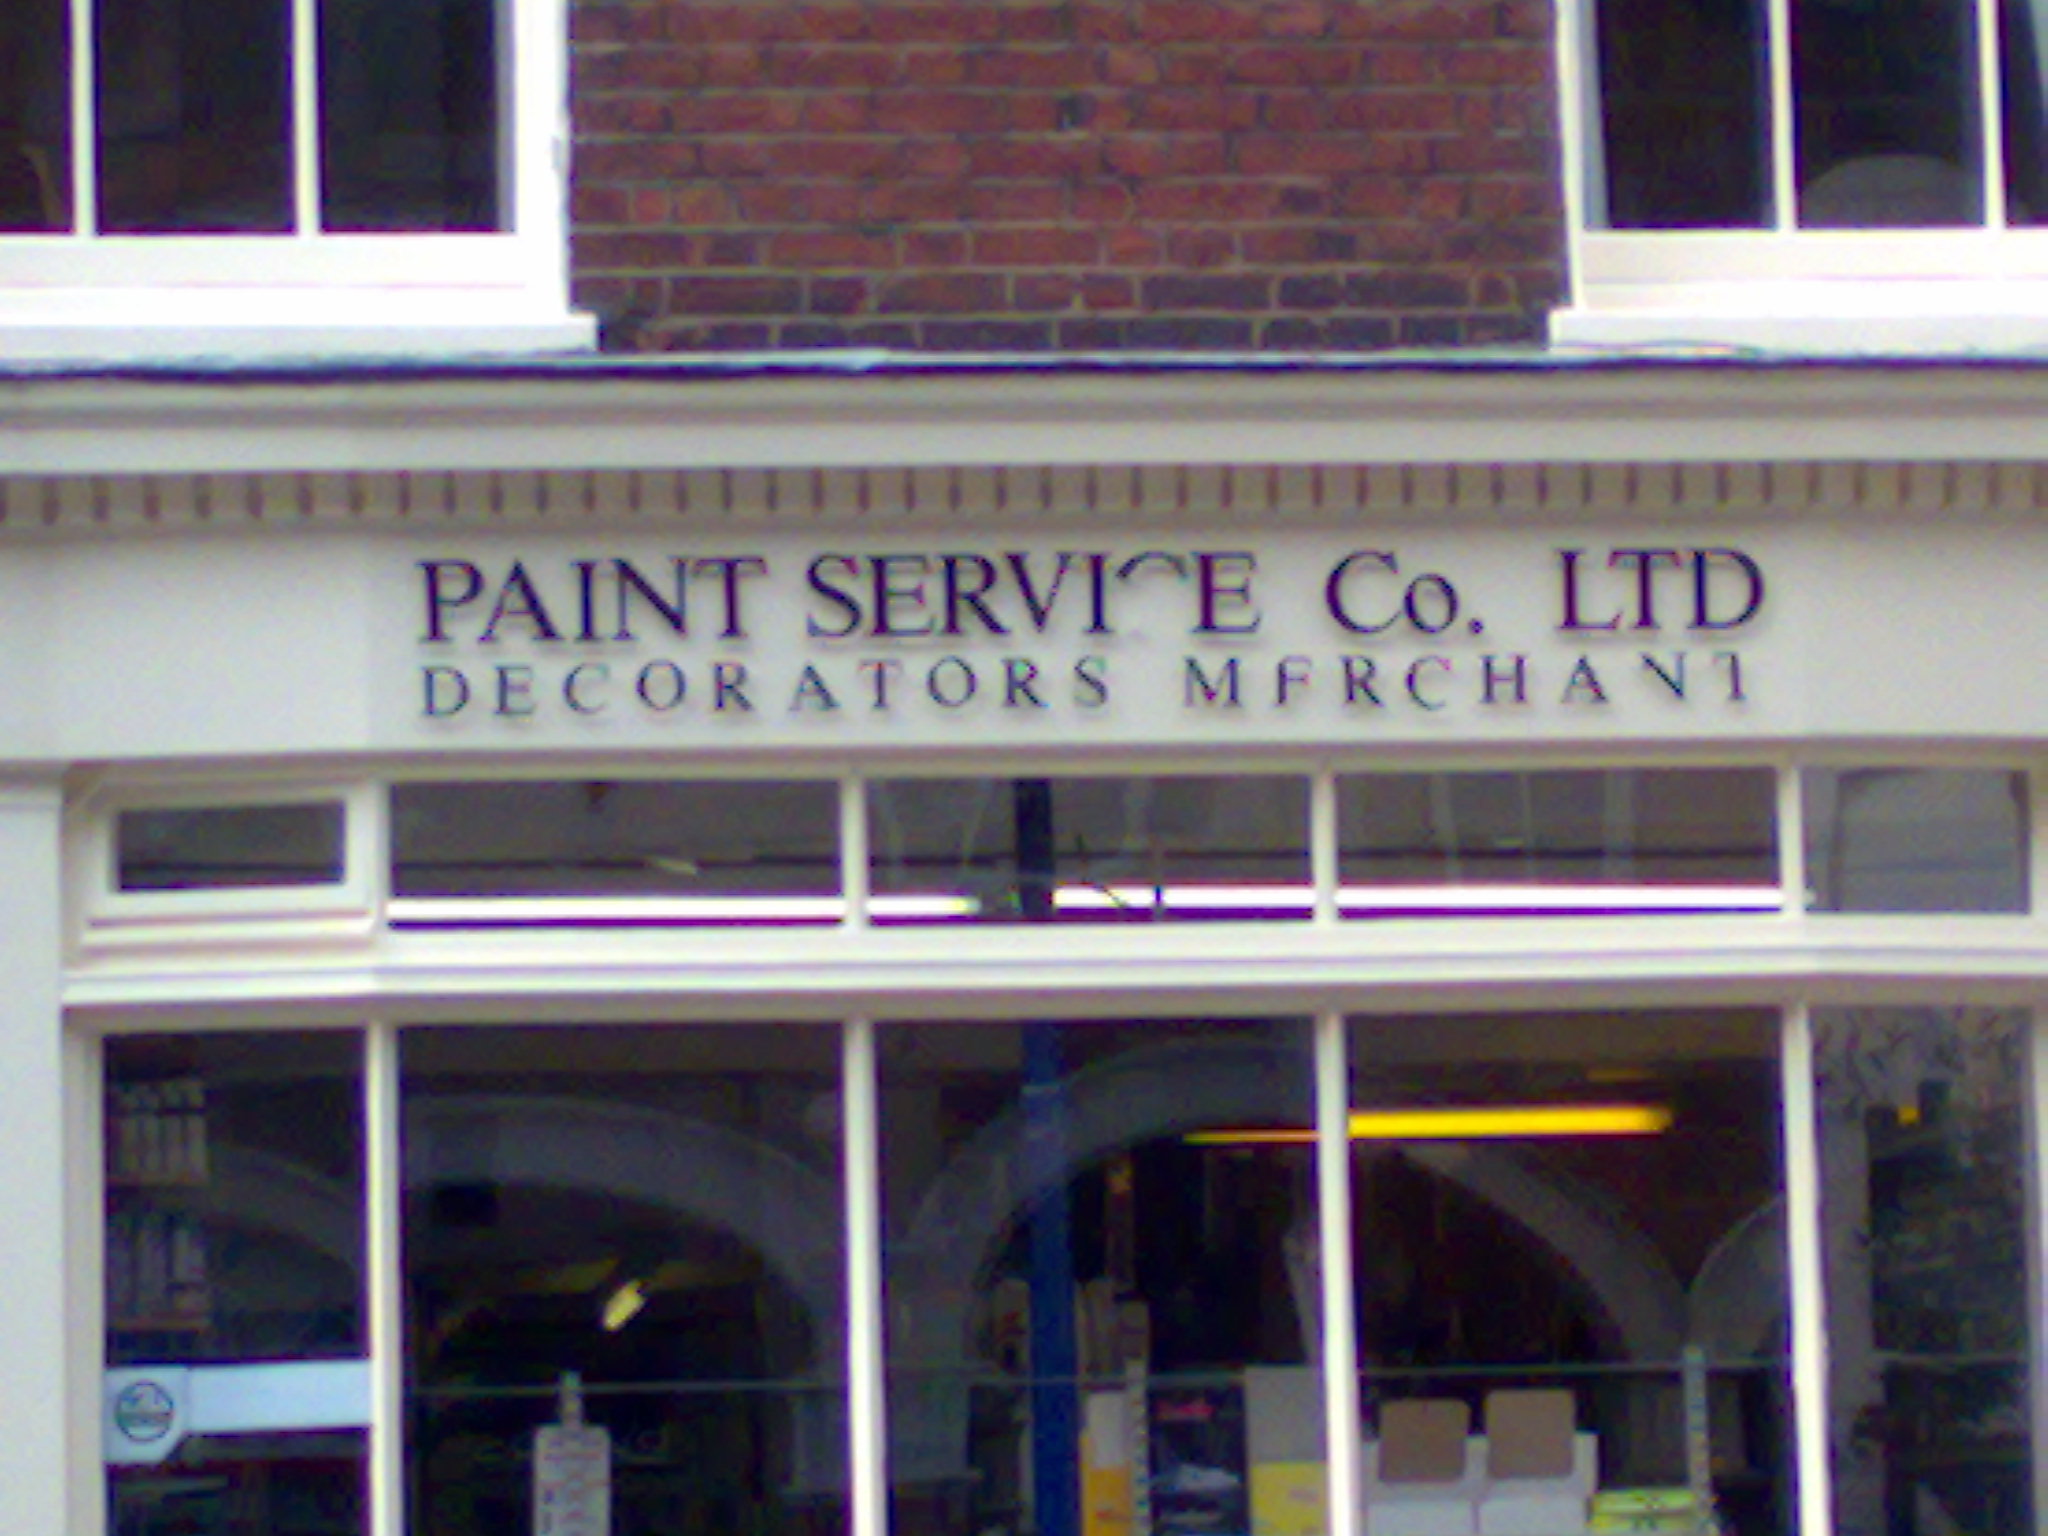 PAINT SERVICE Co. LTD
DECORATORS MERCHANT